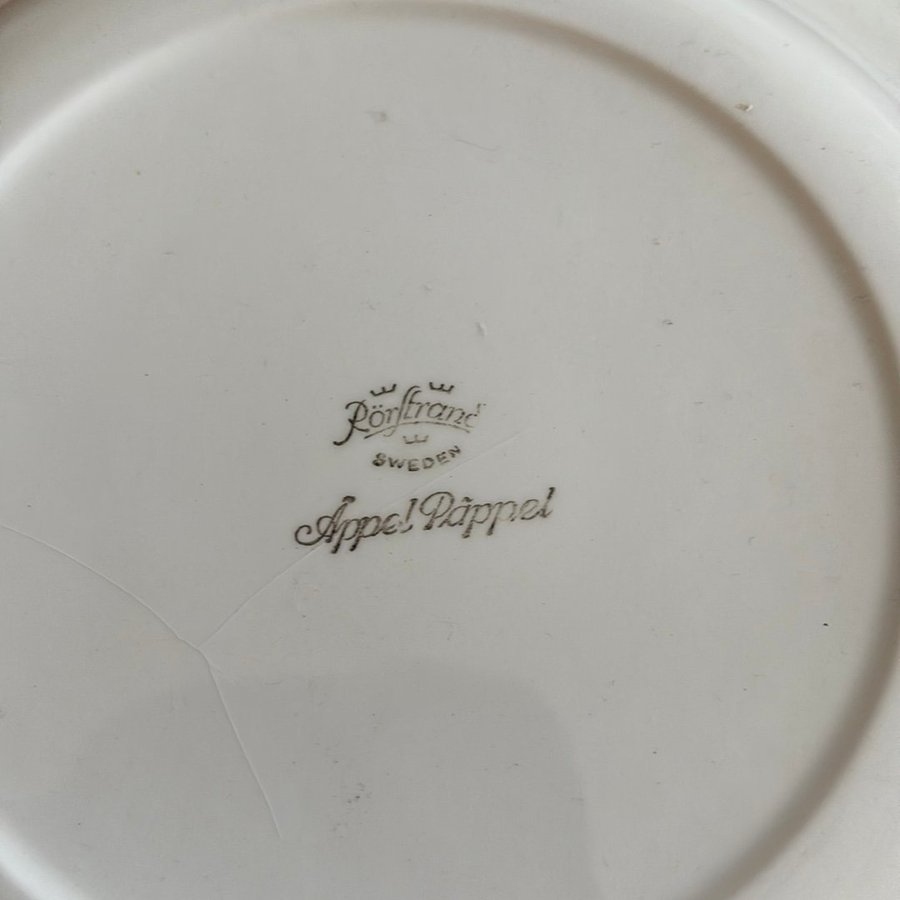 Rörstrand
SWEDEN
Äppel Päppel